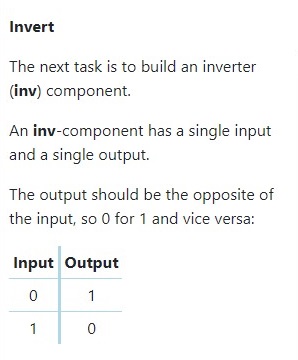 Invert
The next task is to build an inverter
(inv) component.
An inv-component has a single input
and a single output.
The output should be the opposite of
the input, so 0 for 1 and vice versa:
Input Output
0 1
1 0